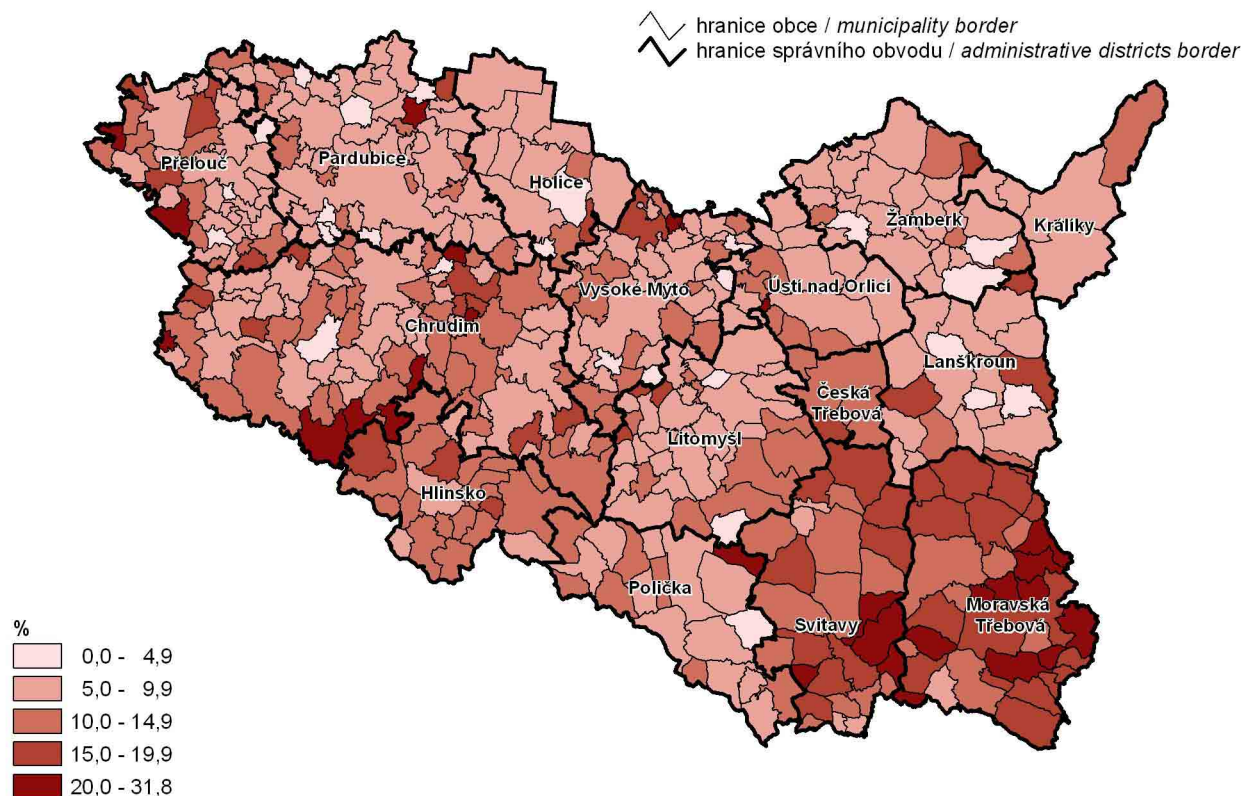 hranice obce / municipality border
hranice správního obvodu / administrative districts border
Přelouč
Pardubice
Holice
Žamberk
Králíky
Vysoké Mýto
Ústí nad Orlicí
Chrudim
Lanškroun
Česká
Třebová
Litomyšl
Hlinsko
Polička
Svitavy
Moravská
Třebová
%
0,0 - 4,9
5,0 - 9,9
10,0 - 14,9
15,0 - 19,9
20,0 - 31,8